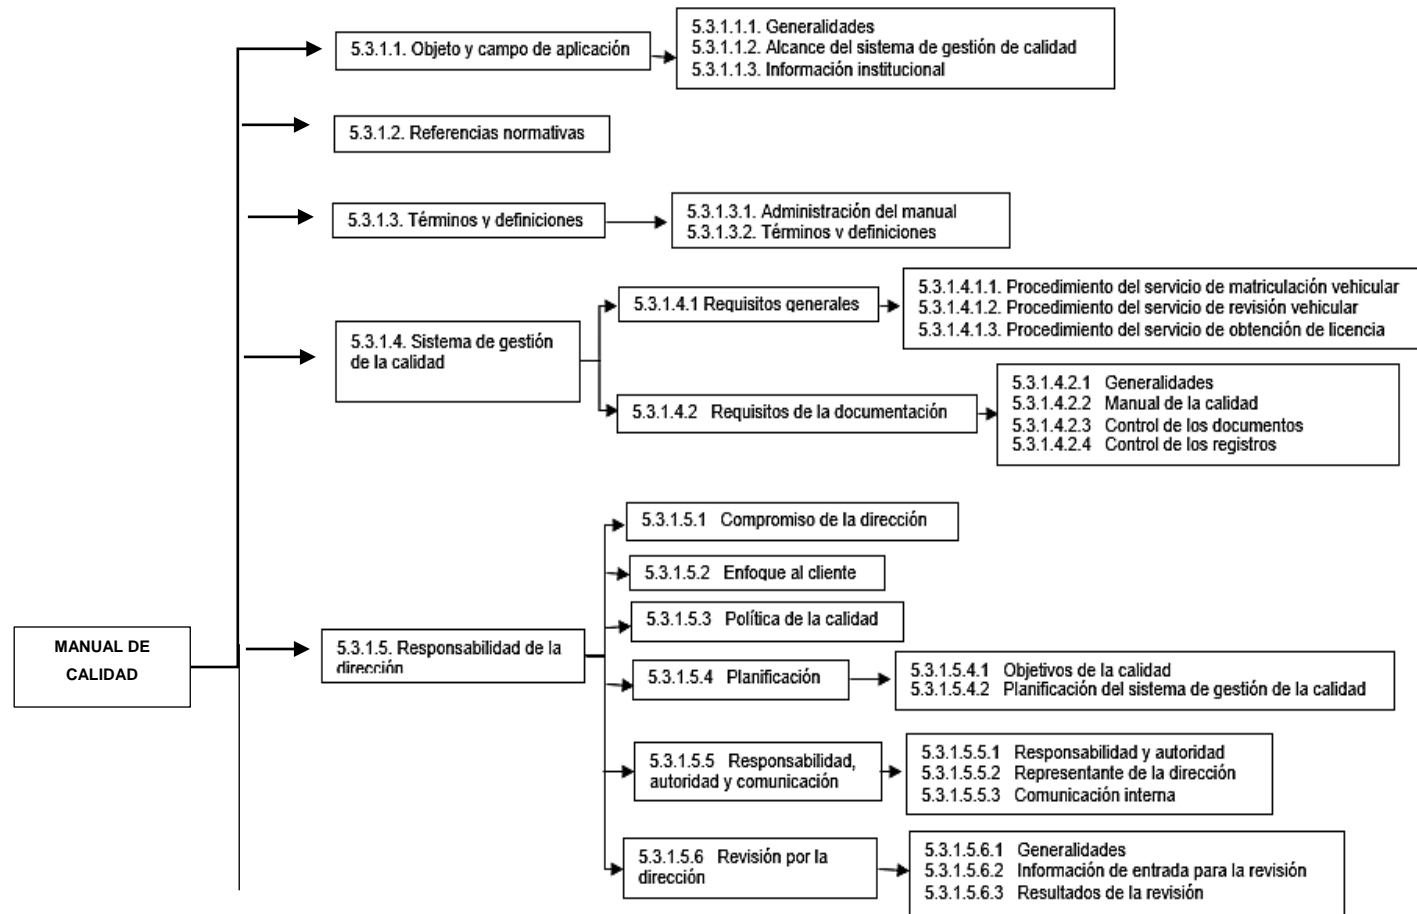 5.3.1.1. Objeto y campo de aplicación
5.3.1.1.1. Generalidades
5.3.1.1.2. Alcance del sistema de gestión de calidad
5.3.1.1.3. Información institucional
5.3.1.2. Referencias normativas
5.3.1.3. Términos y definiciones
5.3.1.3.1. Administración del manual
5.3.1.3.2. Términos y definiciones
5.3.1.4. Sistema de gestión
de la calidad
5.3.1.4.1 Requisitos generales
5.3.1.4.1.1. Procedimiento del servicio de matriculación vehicular
5.3.1.4.1.2. Procedimiento del servicio de revisión vehicular
5.3.1.4.1.3. Procedimiento del servicio de obtención de licencia
5.3.1.4.2 Requisitos de la documentación
5.3.1.4.2.1 Generalidades
5.3.1.4.2.2 Manual de la calidad
5.3.1.4.2.3 Control de los documentos
5.3.1.4.2.4 Control de los registros
MANUAL DE
CALIDAD
5.3.1.5. Responsabilidad de la
dirección
5.3.1.5.1 Compromiso de la dirección
5.3.1.5.2 Enfoque al cliente
5.3.1.5.3 Política de la calidad
5.3.1.5.4 Planificación
5.3.1.5.4.1 Objetivos de la calidad
5.3.1.5.4.2 Planificación del sistema de gestión de la calidad
5.3.1.5.5 Responsabilidad,
autoridad y comunicación
5.3.1.5.5.1 Responsabilidad y autoridad
5.3.1.5.5.2 Representante de la dirección
5.3.1.5.5.3 Comunicación interna
5.3.1.5.6 Revisión por la
dirección
5.3.1.5.6.1 Generalidades
5.3.1.5.6.2 Información de entrada para la revisión
5.3.1.5.6.3 Resultados de la revisión